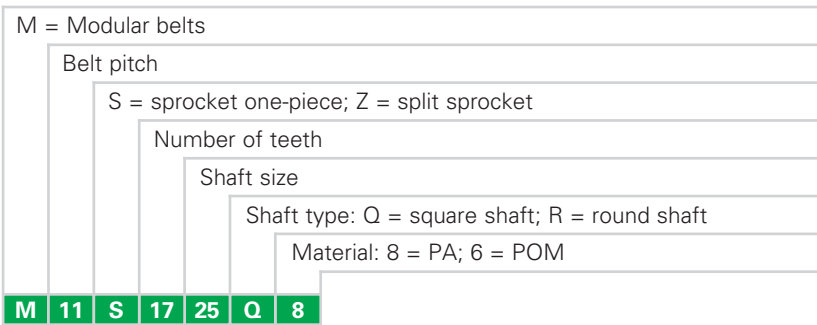 M = Modular belts
Belt pitch
S = sprocket one-piece; Z = split sprocket
Number of teeth
Shaft size
Shaft type: Q = square shaft; R = round shaft
Material: 8 = PA; 6 = POM
M 11 S 17 25 Q 8